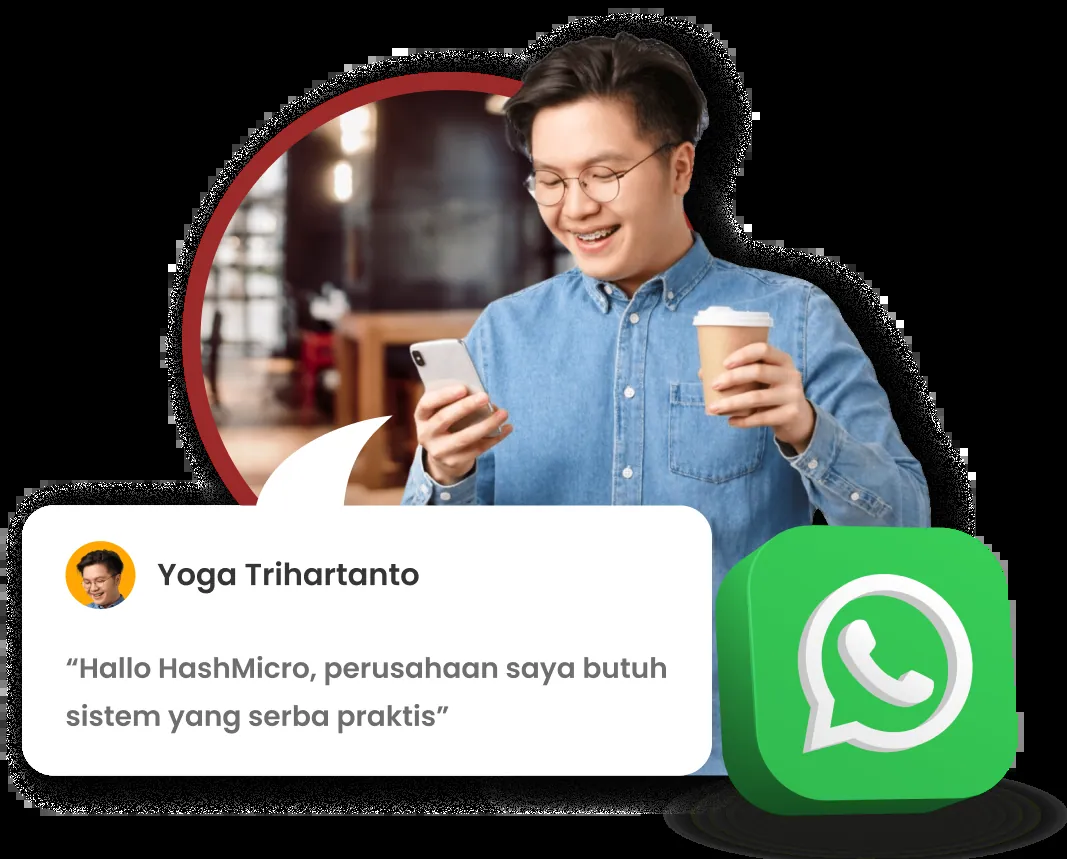 Yoga Trihartanto
“Hallo HashMicro, perusahaan saya butuh
sistem yang serba praktis”